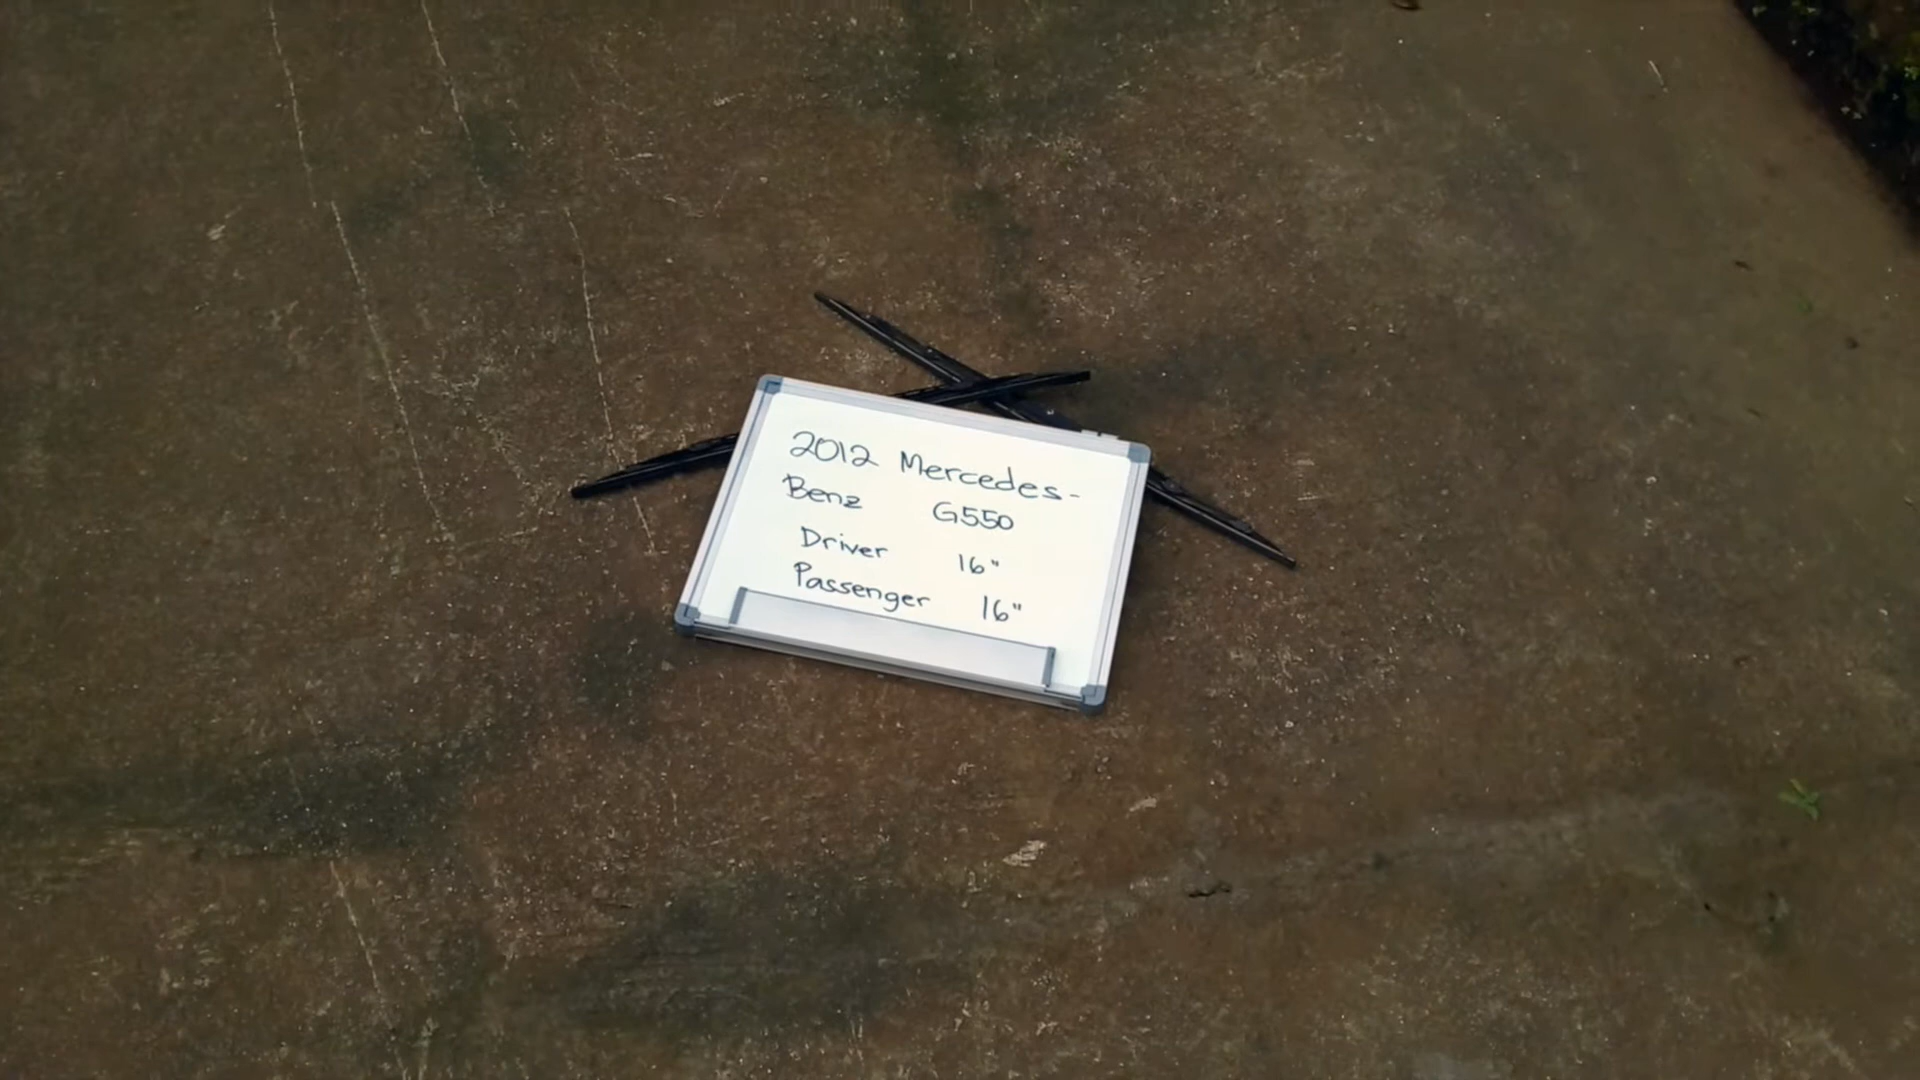 2012 Mercedes-
Benz G550
Driver 16"
Passenger 16"